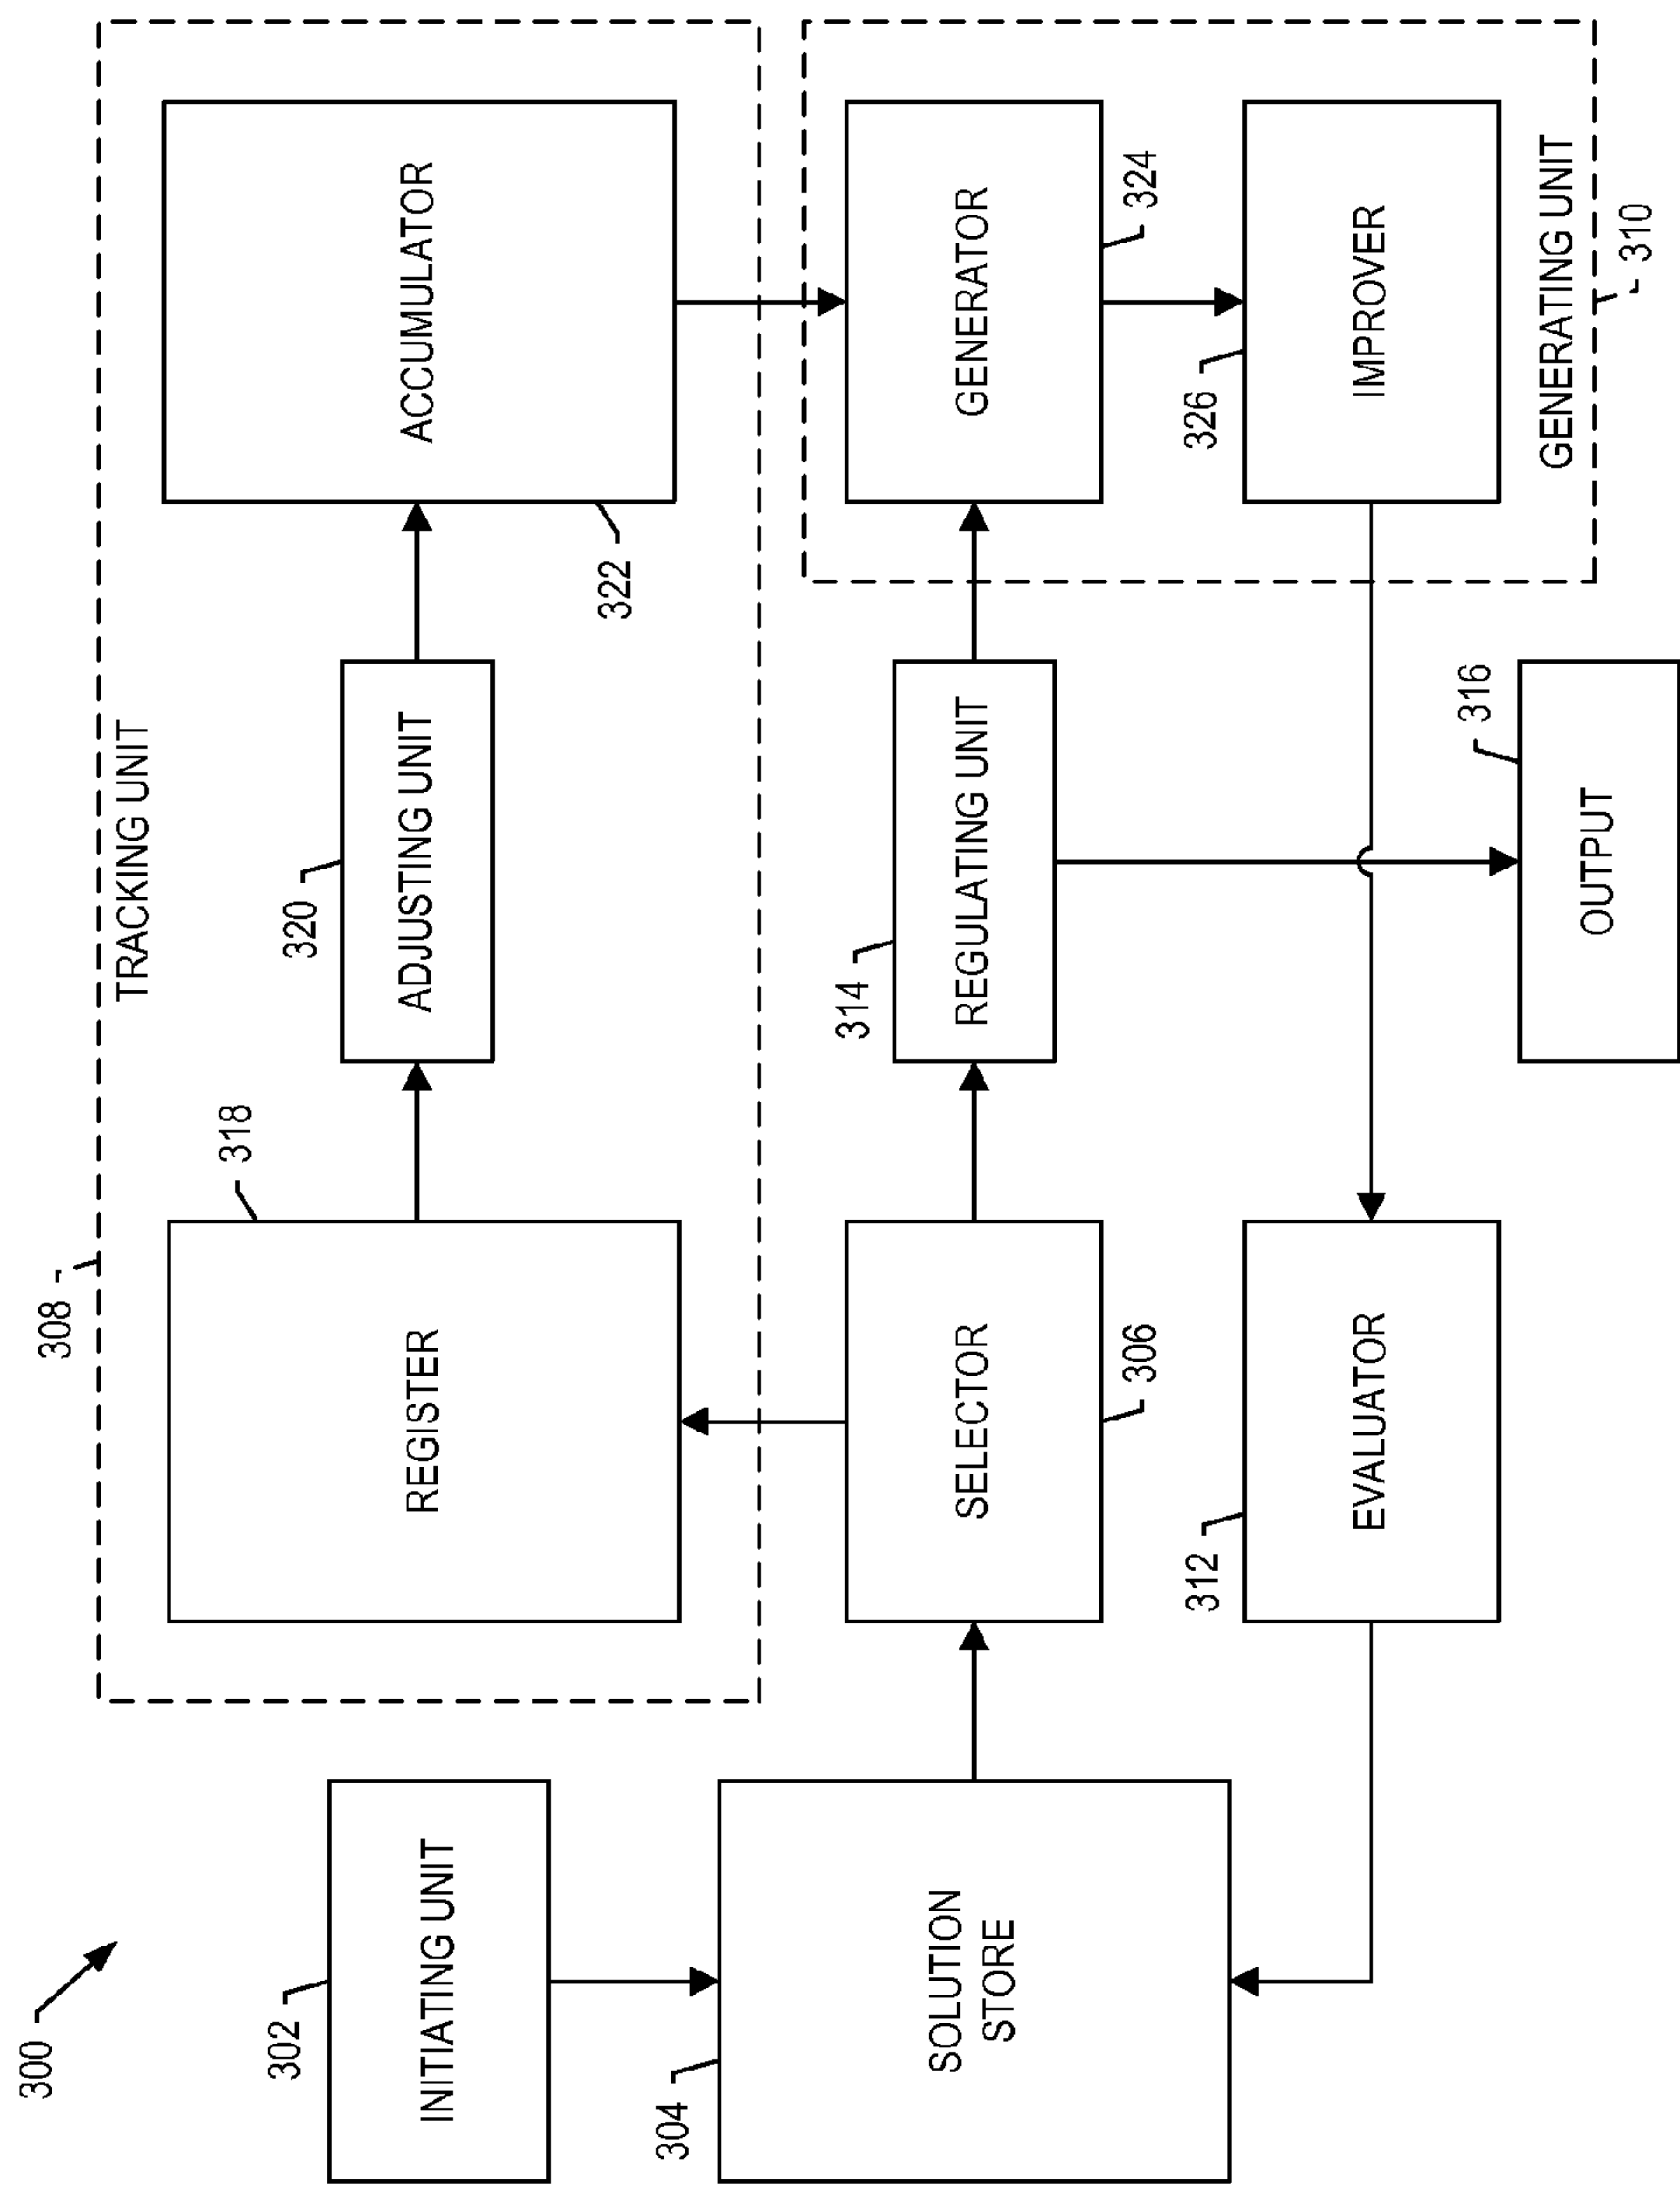 300
308
TRACKING UNIT
302
INITIATING UNIT
318
REGISTER
320
ADJUSTING UNIT
322
ACCUMULATOR
304
SOLUTION
STORE
SELECTOR
306
314
REGULATING UNIT
GENERATOR
324
312
EVALUATOR
326
IMPROVER
GENERATING UNIT
310
316
OUTPUT